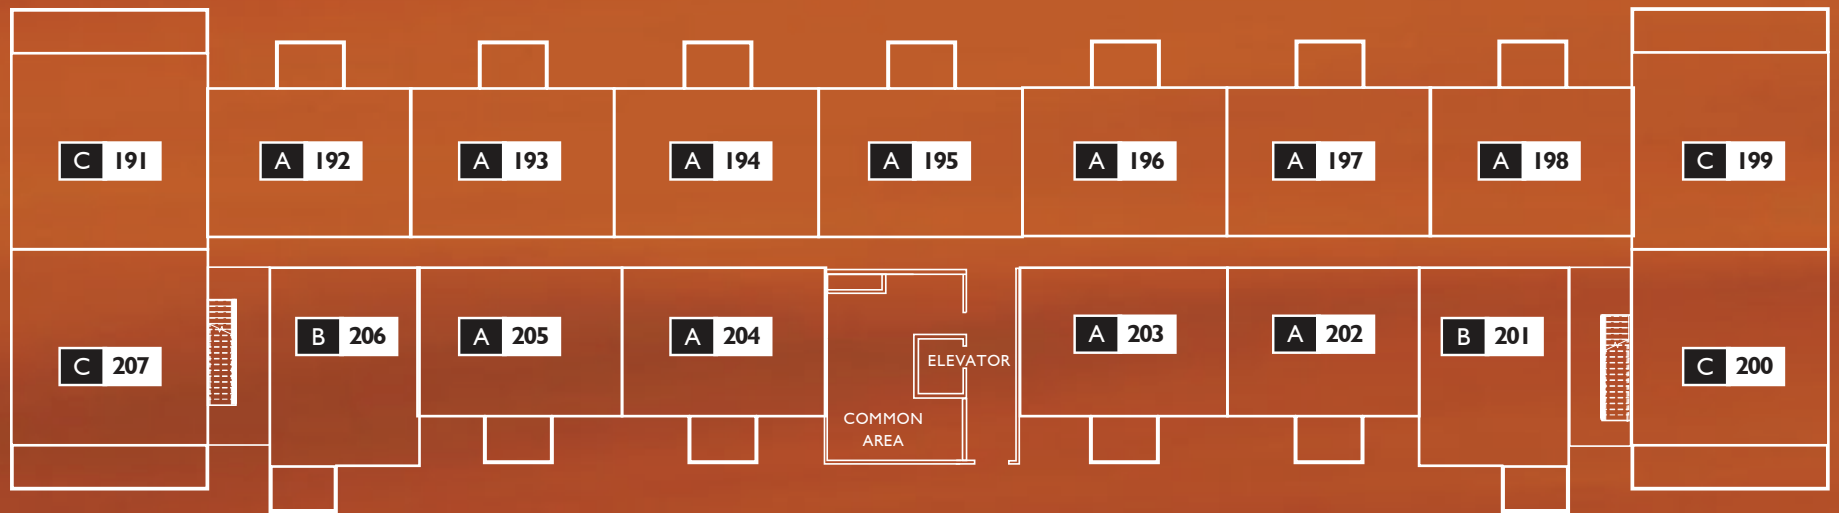 C 191
A 192
A 193
A 194
A 195
A 196
A 197
A 198
C 199
C 207
B 206
A 205
A 204
ELEVATOR
COMMON
AREA
A 203
A 202
B 201
C 200